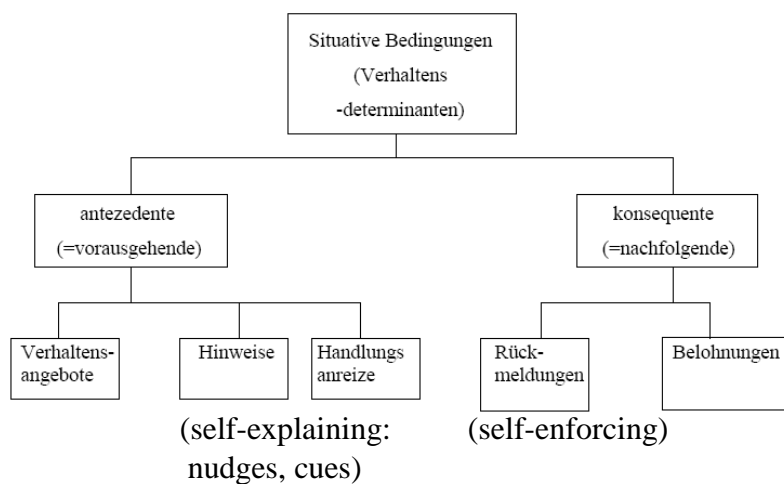 Situative Bedingungen
(Verhaltens
-determinanten)
antezedente
(=vorausgehende)
konsequente
(=nachfolgende)
Verhaltens-
angebote
Hinweise
Handlungs
anreize
Rück-
meldungen
Belohnungen
(self-explaining:
nudges, cues)
(self-enforcing)